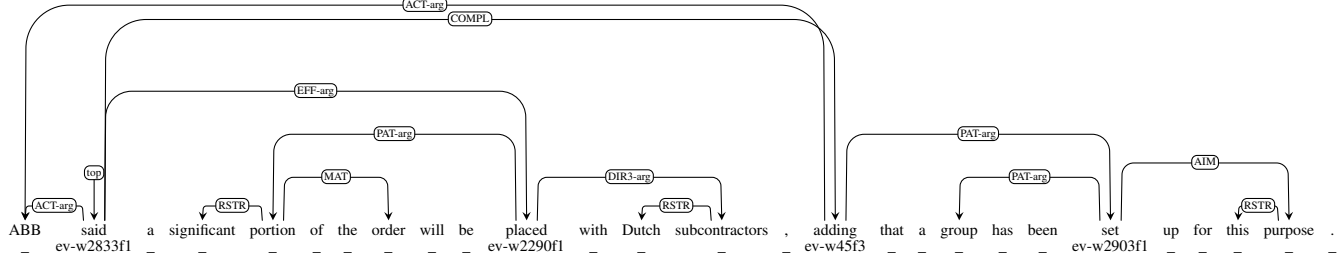 ACT-arg
COMPL
EFF-arg
PAT-arg PAT-arg
top MAT DIR3-arg PAT-arg AIM
ACT-arg RSTR RSTR RSTR
ABB said a significant portion of the order will be placed with Dutch subcontractors , adding that a group has been set up for this purpose .
_ ev-w2833f1 _ _ _ _ _ _ _ _ ev-w2290f1 _ _ _ _ ev-w45f3 _ _ _ _ _ ev-w2903f1 _ _ _ _ _